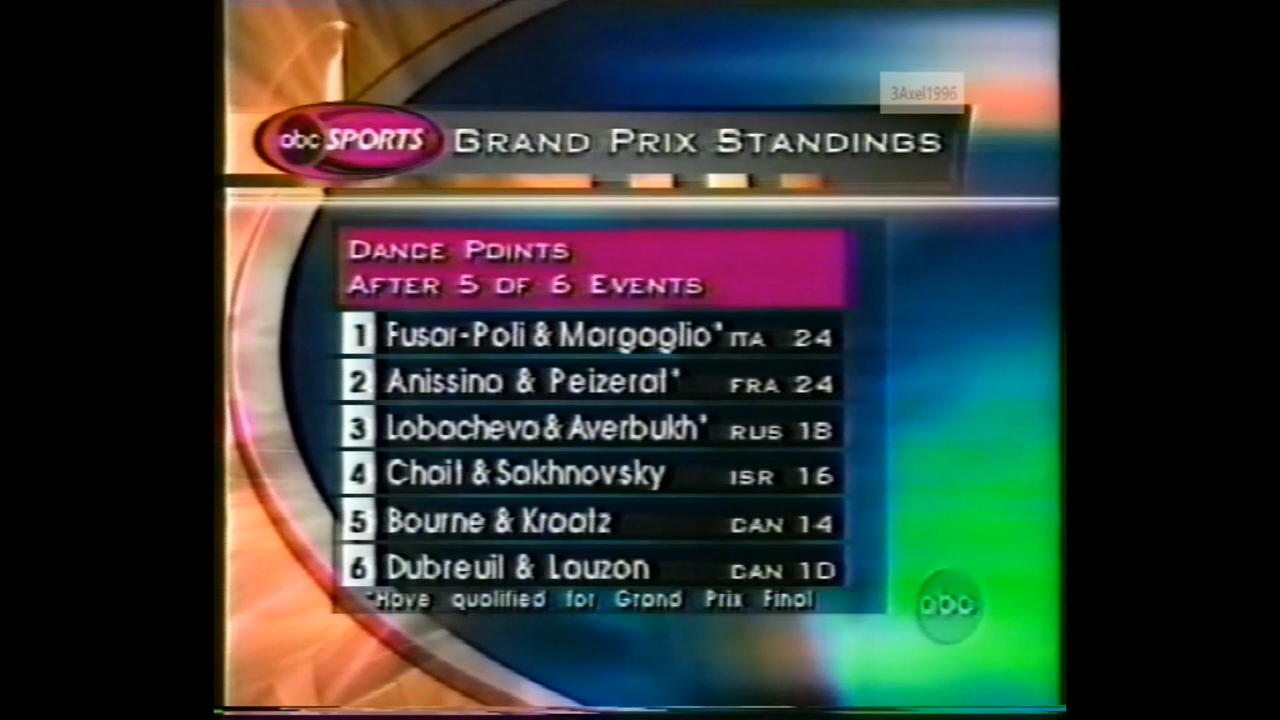 3Axel1996
abc SPORTS GRAND PRIX STANDINGS
DANCE POINTS
AFTER 5 OF 6 EVENTS
1 Fusar-Poli & Margaglio* ITA 24
2 Anissina & Peizerat* FRA 24
3 Lobacheva & Averbukh* RUS 18
4 Chait & Sakhnovsky ISR 16
5 Bourne & Kraatz CAN 14
6 Dubreuil & Lauzon CAN 10
*Have qualified for Grand Prix Final
abc